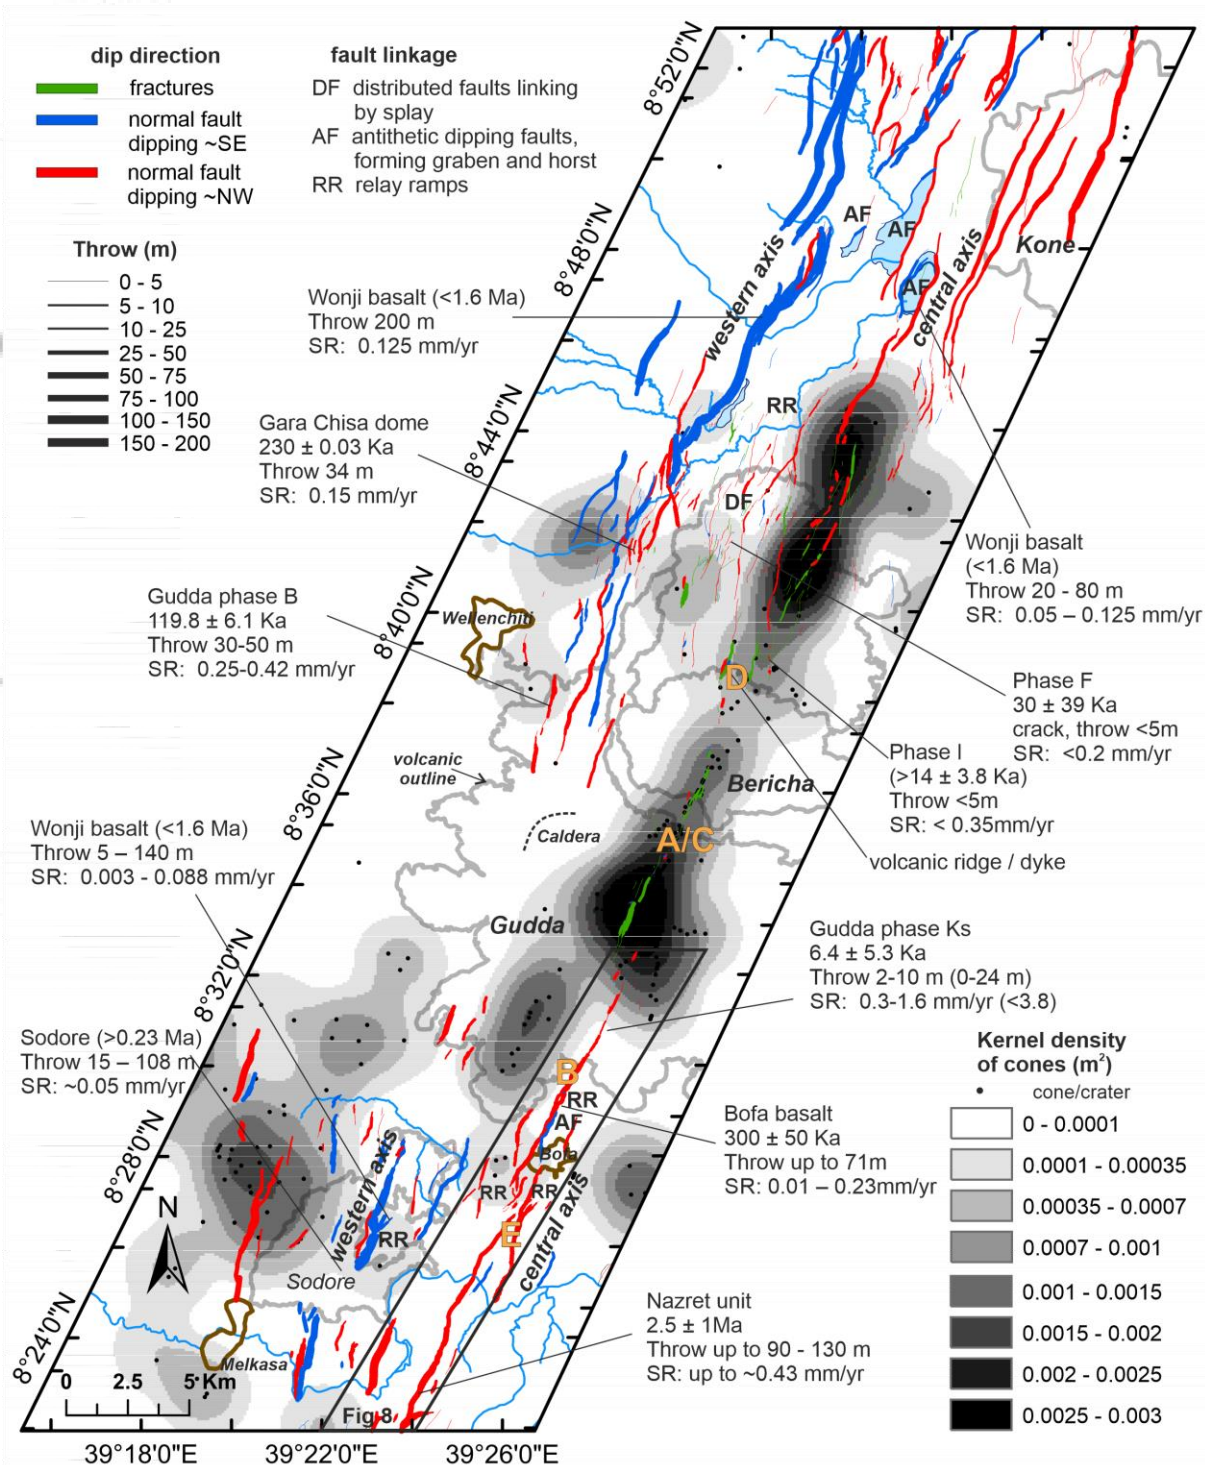 dip direction
fractures
normal fault
dipping ~SE
normal fault
dipping ~NW
fault linkage
DF distributed faults linking
by splay
AF antithetic dipping faults,
forming graben and horst
RR relay ramps
Throw (m)
0 - 5
5 - 10
10 - 25
25 - 50
50 - 75
75 - 100
100 - 150
150 - 200
8°52'0"N
8°48'0"N
8°44'0"N
8°40'0"N
8°36'0"N
8°32'0"N
8°28'0"N
8°24'0"N
Wonji basalt (<1.6 Ma)
Throw 200 m
SR: 0.125 mm/yr
Gara Chisa dome
230 ± 0.03 Ka
Throw 34 m
SR: 0.15 mm/yr
Gudda phase B
119.8 ± 6.1 Ka
Throw 30-50 m
SR: 0.25-0.42 mm/yr
Wonji basalt (<1.6 Ma)
Throw 5 – 140 m
SR: 0.003 - 0.088 mm/yr
Sodore (>0.23 Ma)
Throw 15 – 108 m
SR: ~0.05 mm/yr
western axis
central axis
AF
AF
AF
Kone
RR
DF
Wellenchiti
volcanic
outline
Caldera
D
Bericha
A/C
Gudda
B
RR
AF
Bofa
RR
RR
E
western axis
central axis
RR
Sodore
Melkasa
Fig 8
Wonji basalt
(<1.6 Ma)
Throw 20 - 80 m
SR: 0.05 – 0.125 mm/yr
Phase F
30 ± 39 Ka
crack, throw <5m
SR: <0.2 mm/yr
Phase I
(>14 ± 3.8 Ka)
Throw <5m
SR: < 0.35mm/yr
volcanic ridge / dyke
Gudda phase Ks
6.4 ± 5.3 Ka
Throw 2-10 m (0-24 m)
SR: 0.3-1.6 mm/yr (<3.8)
Bofa basalt
300 ± 50 Ka
Throw up to 71m
SR: 0.01 – 0.23mm/yr
Nazret unit
2.5 ± 1Ma
Throw up to 90 - 130 m
SR: up to ~0.43 mm/yr
Kernel density
of cones (m²)
cone/crater
0 - 0.0001
0.0001 - 0.00035
0.00035 - 0.0007
0.0007 - 0.001
0.001 - 0.0015
0.0015 - 0.002
0.002 - 0.0025
0.0025 - 0.003
N
0 2.5 5 Km
39°18'0"E 39°22'0"E 39°26'0"E